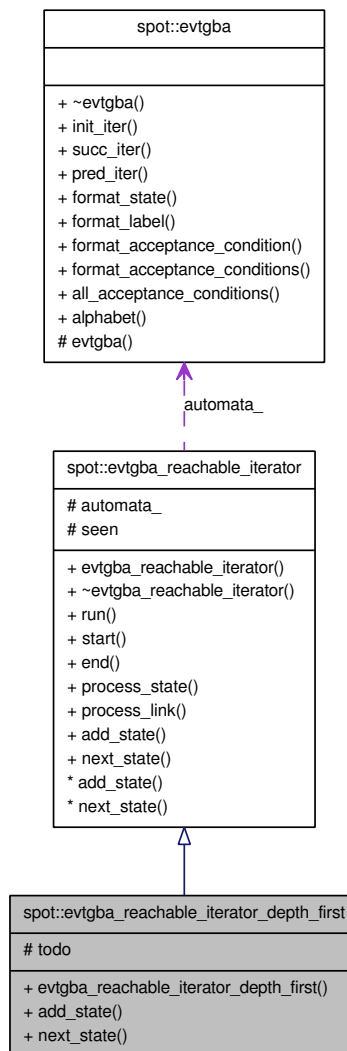 spot::evtgba
+ ~evtgba()
+ init_iter()
+ succ_iter()
+ pred_iter()
+ format_state()
+ format_label()
+ format_acceptance_condition()
+ format_acceptance_conditions()
+ all_acceptance_conditions()
+ alphabet()
# evtgba()
automata_
spot::evtgba_reachable_iterator
# automata_
# seen
+ evtgba_reachable_iterator()
+ ~evtgba_reachable_iterator()
+ run()
+ start()
+ end()
+ process_state()
+ process_link()
+ add_state()
+ next_state()
* add_state()
* next_state()
spot::evtgba_reachable_iterator_depth_first
# todo
+ evtgba_reachable_iterator_depth_first()
+ add_state()
+ next_state()